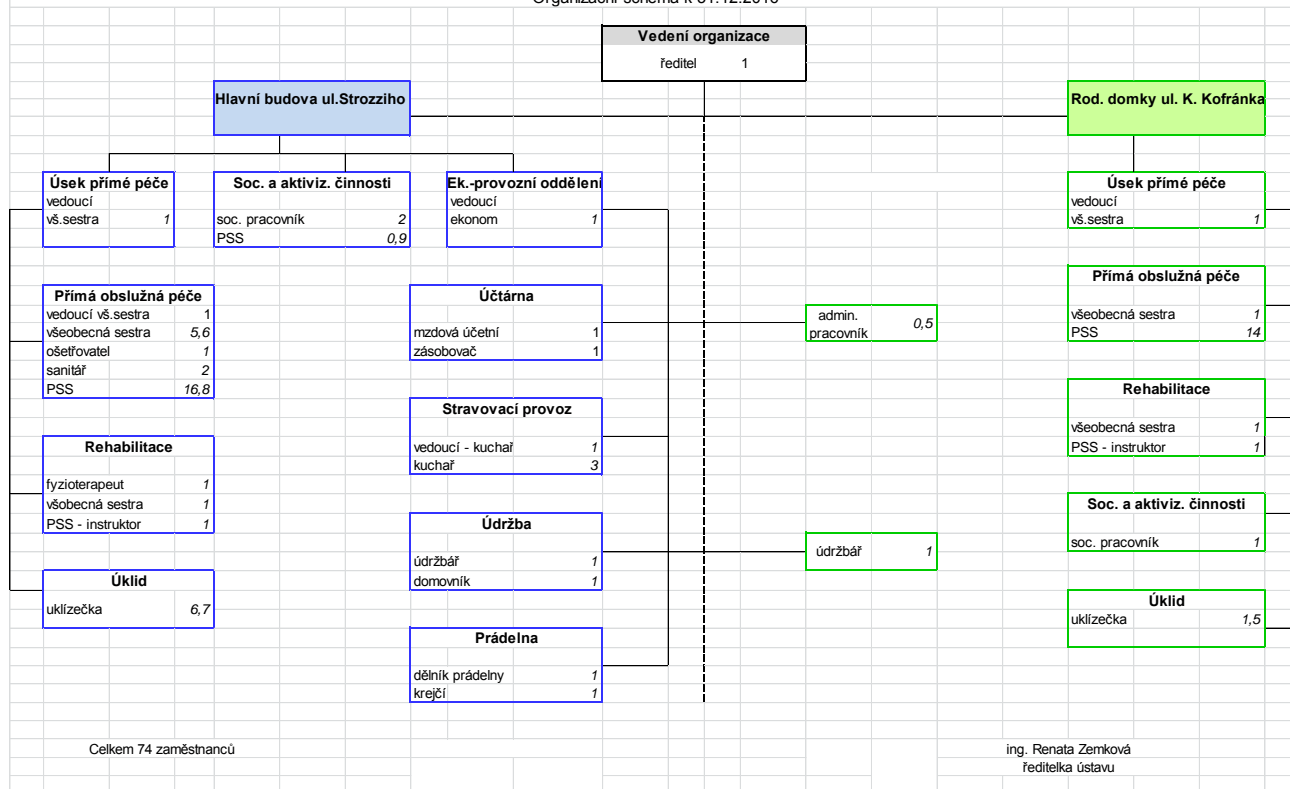 Organizační schéma k 31.12.2010
Vedení organizace
ředitel 1
Hlavní budova ul.Strozziho
Rod. domky ul. K. Kofránka
Úsek přímé péče
vedoucí
vš.sestra 1
Soc. a aktiviz. činnosti
soc. pracovník 2
PSS 0,9
Ek.-provozní oddělení
vedoucí
ekonom 1
Úsek přímé péče
vedoucí
vš.sestra 1
Přímá obslužná péče
vedoucí vš.sestra 1
všeobecná sestra 5,6
ošetřovatel 1
sanitář 2
PSS 16,8
Účtárna
mzdová účetní 1
zásobovač 1
admin.
pracovník 0,5
Přímá obslužná péče
všeobecná sestra 1
PSS 14
Stravovací provoz
vedoucí - kuchař 1
kuchař 3
Rehabilitace
všeobecná sestra 1
PSS - instruktor 1
Rehabilitace
fyzioterapeut 1
všobecná sestra 1
PSS - instruktor 1
Údržba
údržbář 1
domovník 1
údržbář 1
Soc. a aktiviz. činnosti
soc. pracovník 1
Úklid
uklízečka 6,7
Úklid
uklízečka 1,5
Prádelna
dělník prádelny 1
krejčí 1
Celkem 74 zaměstnanců
ing. Renata Zemková
ředitelka ústavu